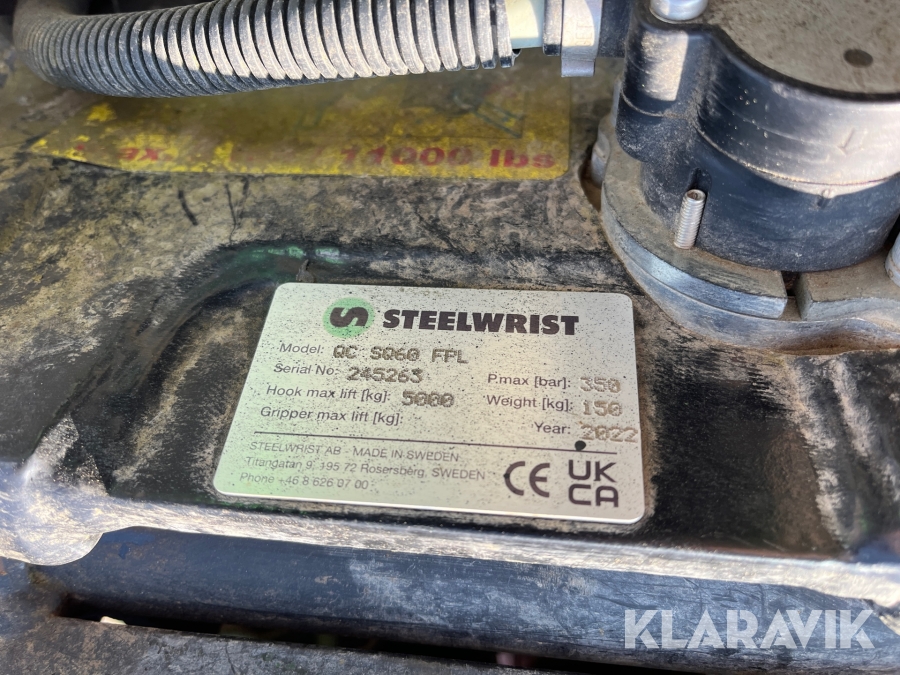 11000 lbs
STEELWRIST
Model: QC SQ60 FPL
Serial No: 245263
Pmax [bar]: 350
Hook max lift [kg]: 5000
Weight [kg]: 150
Gripper max lift [kg]:
Year: 2022
STEELWRIST AB - MADE IN SWEDEN
Titangatan 9, 195 72 Rosersberg, SWEDEN
Phone +46 8 626 07 00
CE
UK
CA
KLARAVIK